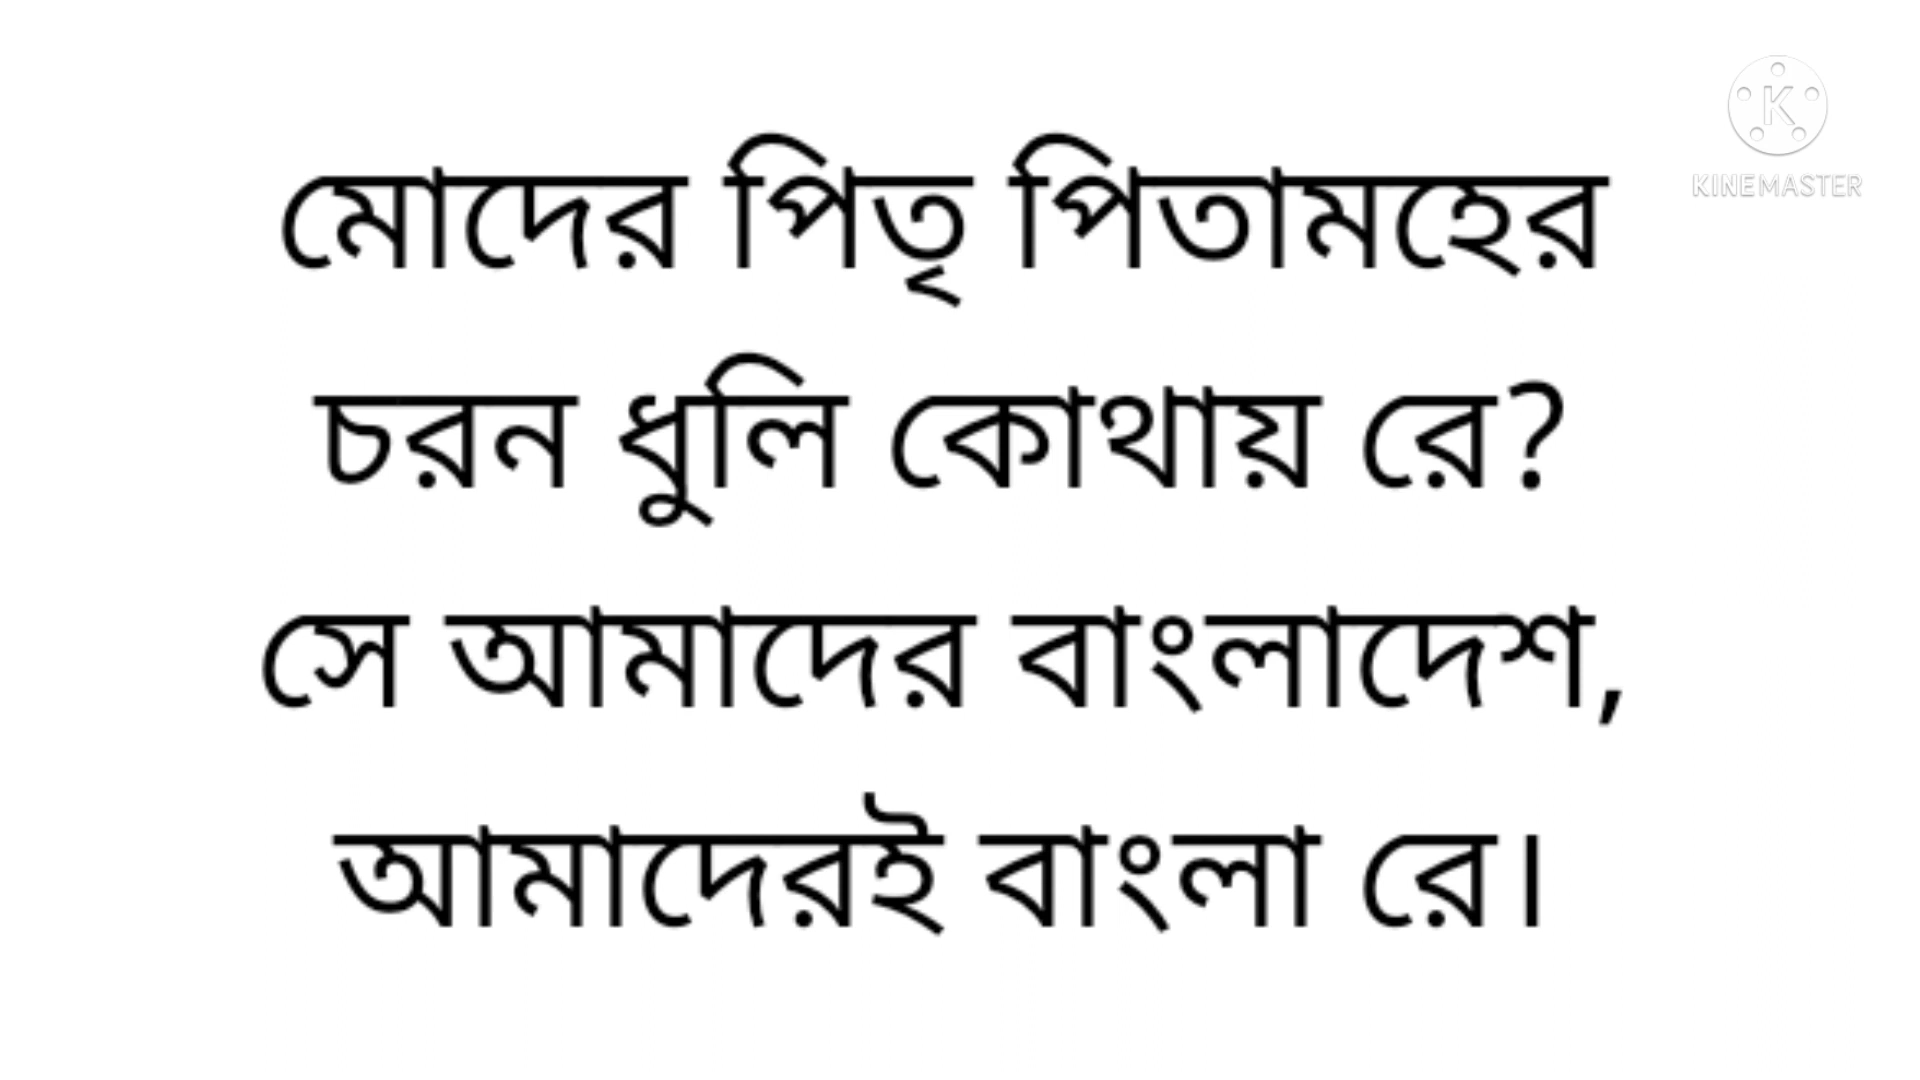 মোদের পিতৃ পিতামহের
চরন ধুলি কোথায় রে?
সে আমাদের বাংলাদেশ,
আমাদেরই বাংলা রে।
KINEMASTER